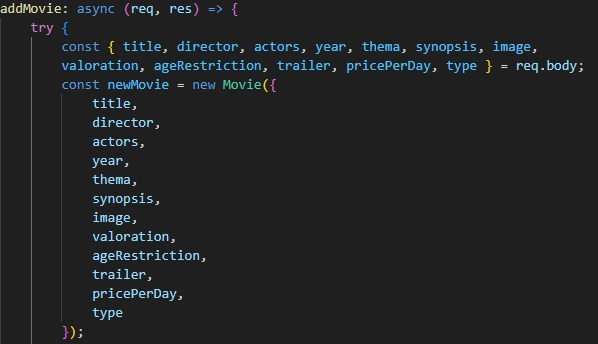 addMovie: async (req, res) => {
try {
const { title, director, actors, year, thema, synopsis, image,
valoration, ageRestriction, trailer, pricePerDay, type } = req.body;
const newMovie = new Movie({
title,
director,
actors,
year,
thema,
synopsis,
image,
valoration,
ageRestriction,
trailer,
pricePerDay,
type
});